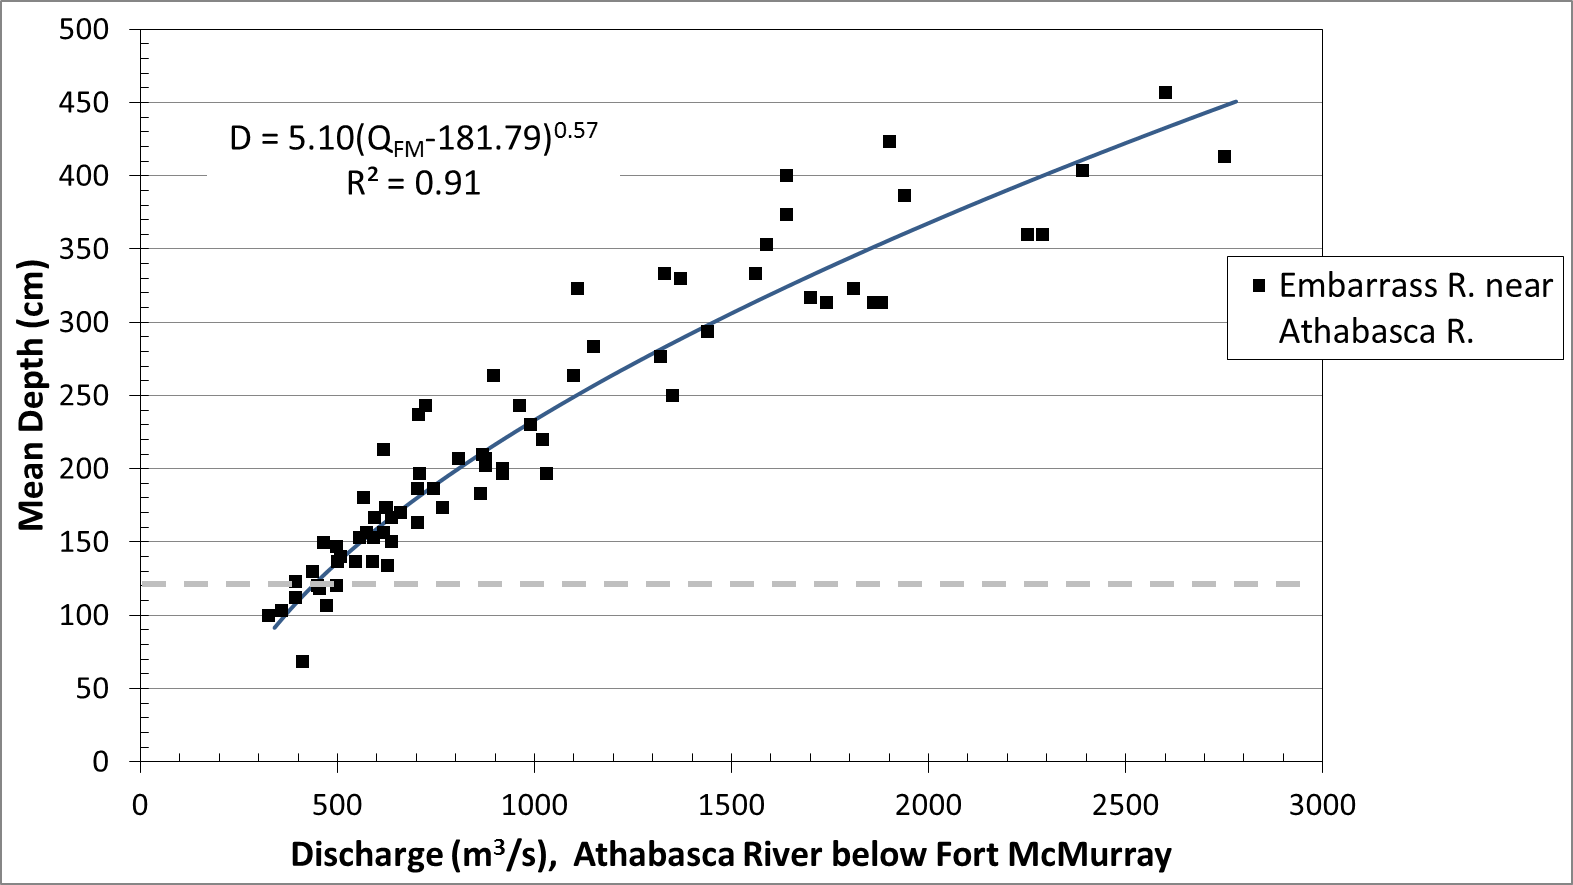 500
450
400
350
300
250
200
150
100
50
0
Mean Depth (cm)
D = 5.10(Q_FM-181.79)^0.57
R² = 0.91
Embarrass R. near
Athabasca R.
0 500 1000 1500 2000 2500 3000
Discharge (m³/s), Athabasca River below Fort McMurray